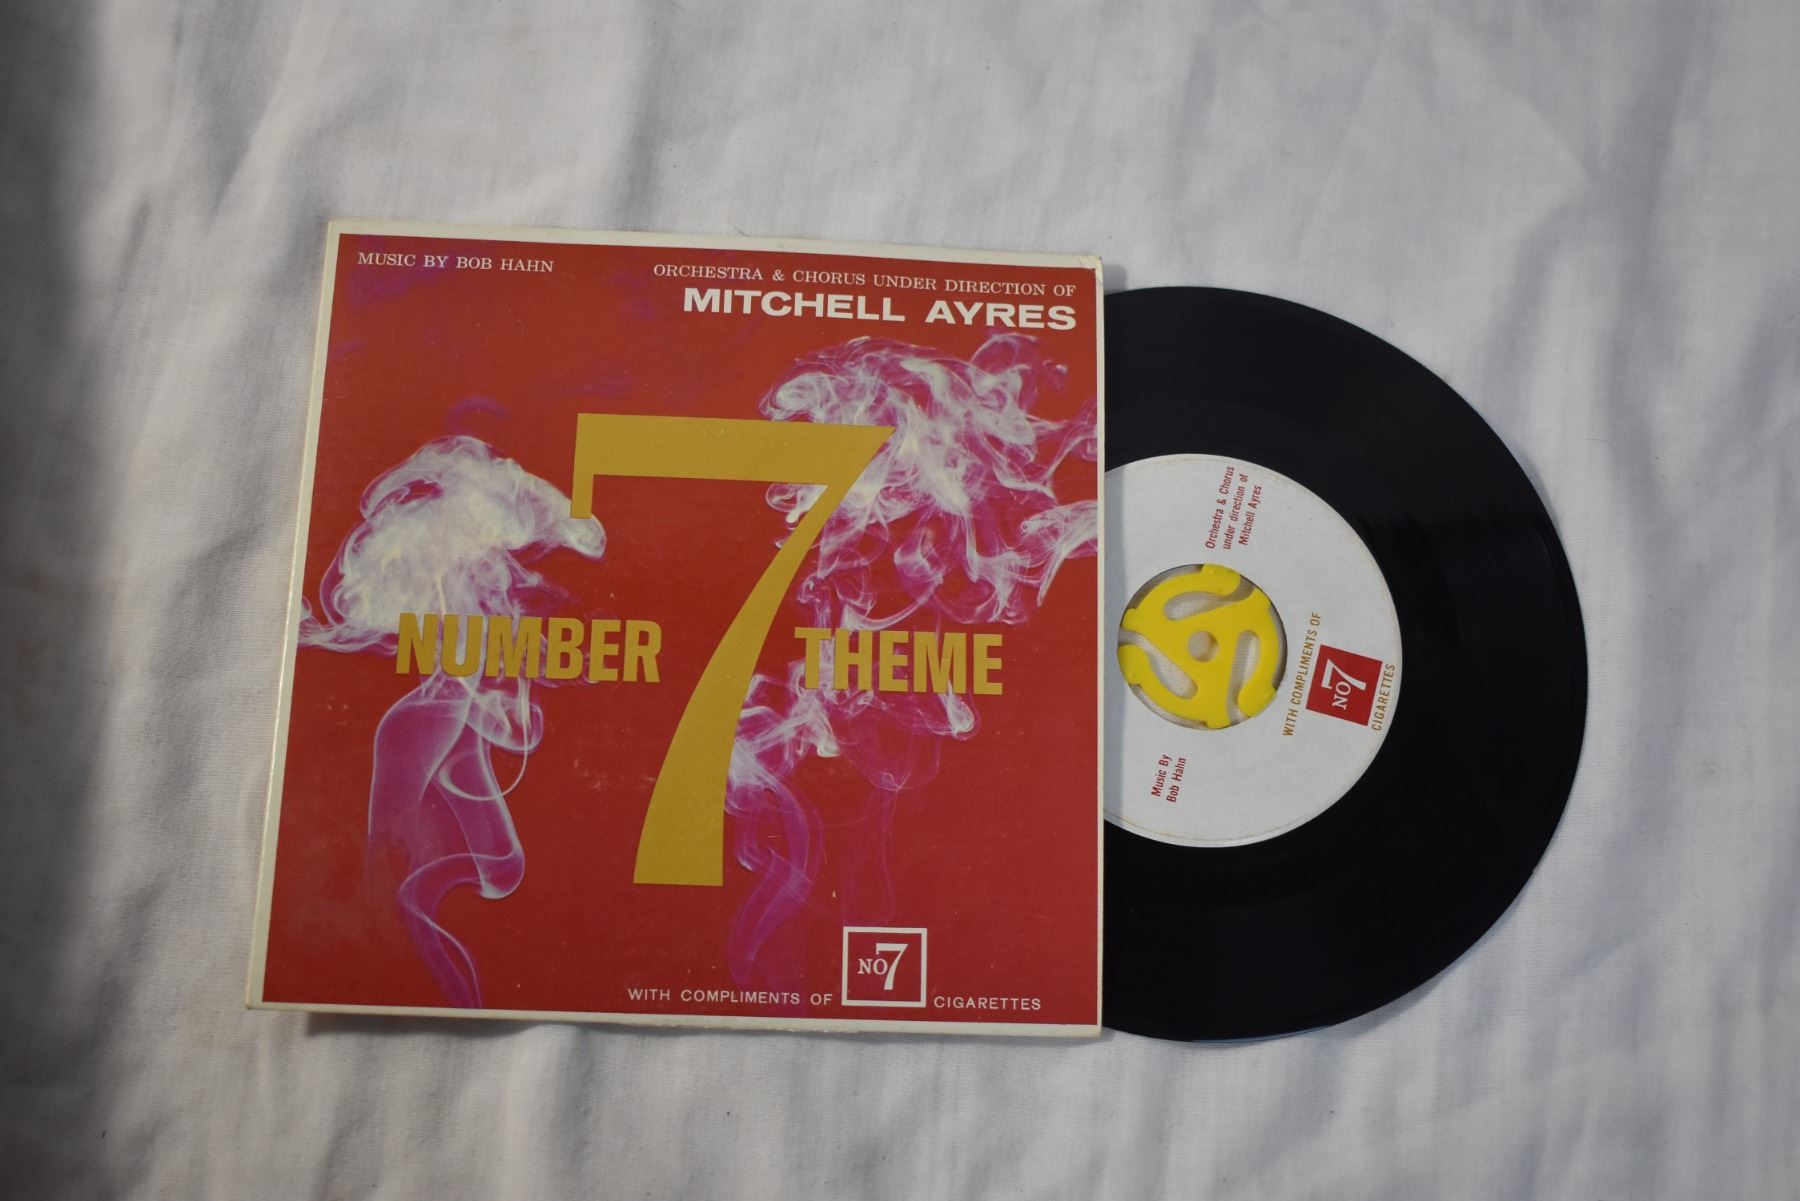 MUSIC BY BOB HAHN
ORCHESTRA & CHORUS UNDER DIRECTION OF
MITCHELL AYRES
NUMBER 7 THEME
WITH COMPLIMENTS OF NO7 CIGARETTES
Orchestra & Chorus
under direction of
Mitchell Ayres
WITH COMPLIMENTS OF
NO7
CIGARETTES
Music By
Bob Hahn